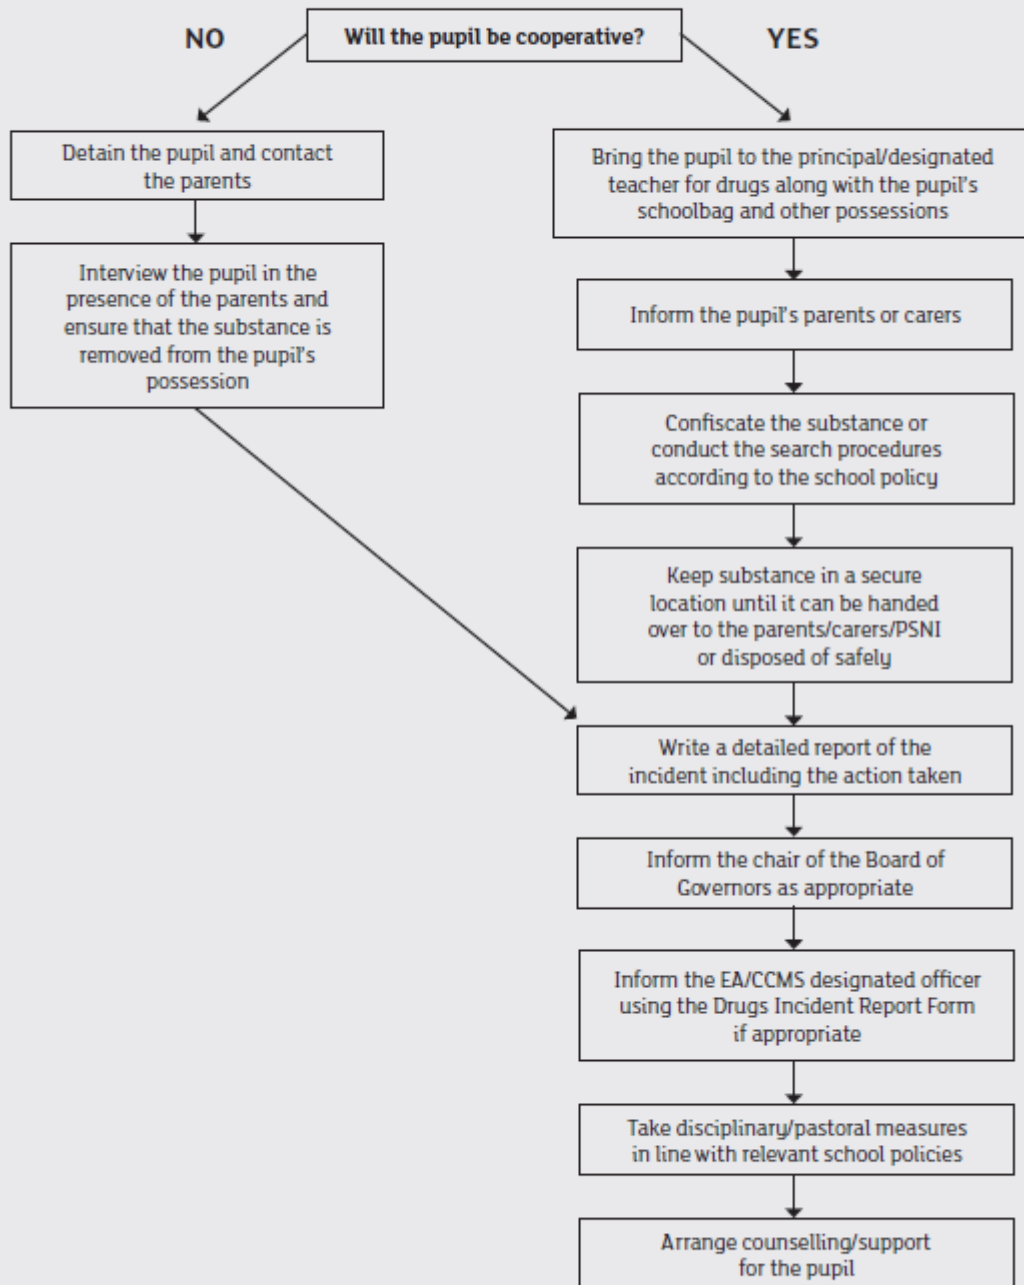 NO
Will the pupil be cooperative?
YES
Detain the pupil and contact
the parents
Interview the pupil in the
presence of the parents and
ensure that the substance is
removed from the pupil's
possession
Bring the pupil to the principal/designated
teacher for drugs along with the pupil's
schoolbag and other possessions
Inform the pupil's parents or carers
Confiscate the substance or
conduct the search procedures
according to the school policy
Keep substance in a secure
location until it can be handed
over to the parents/carers/PSNI
or disposed of safely
Write a detailed report of the
incident including the action taken
Inform the chair of the Board of
Governors as appropriate
Inform the EA/CCMS designated officer
using the Drugs Incident Report Form
if appropriate
Take disciplinary/pastoral measures
in line with relevant school policies
Arrange counselling/support
for the pupil